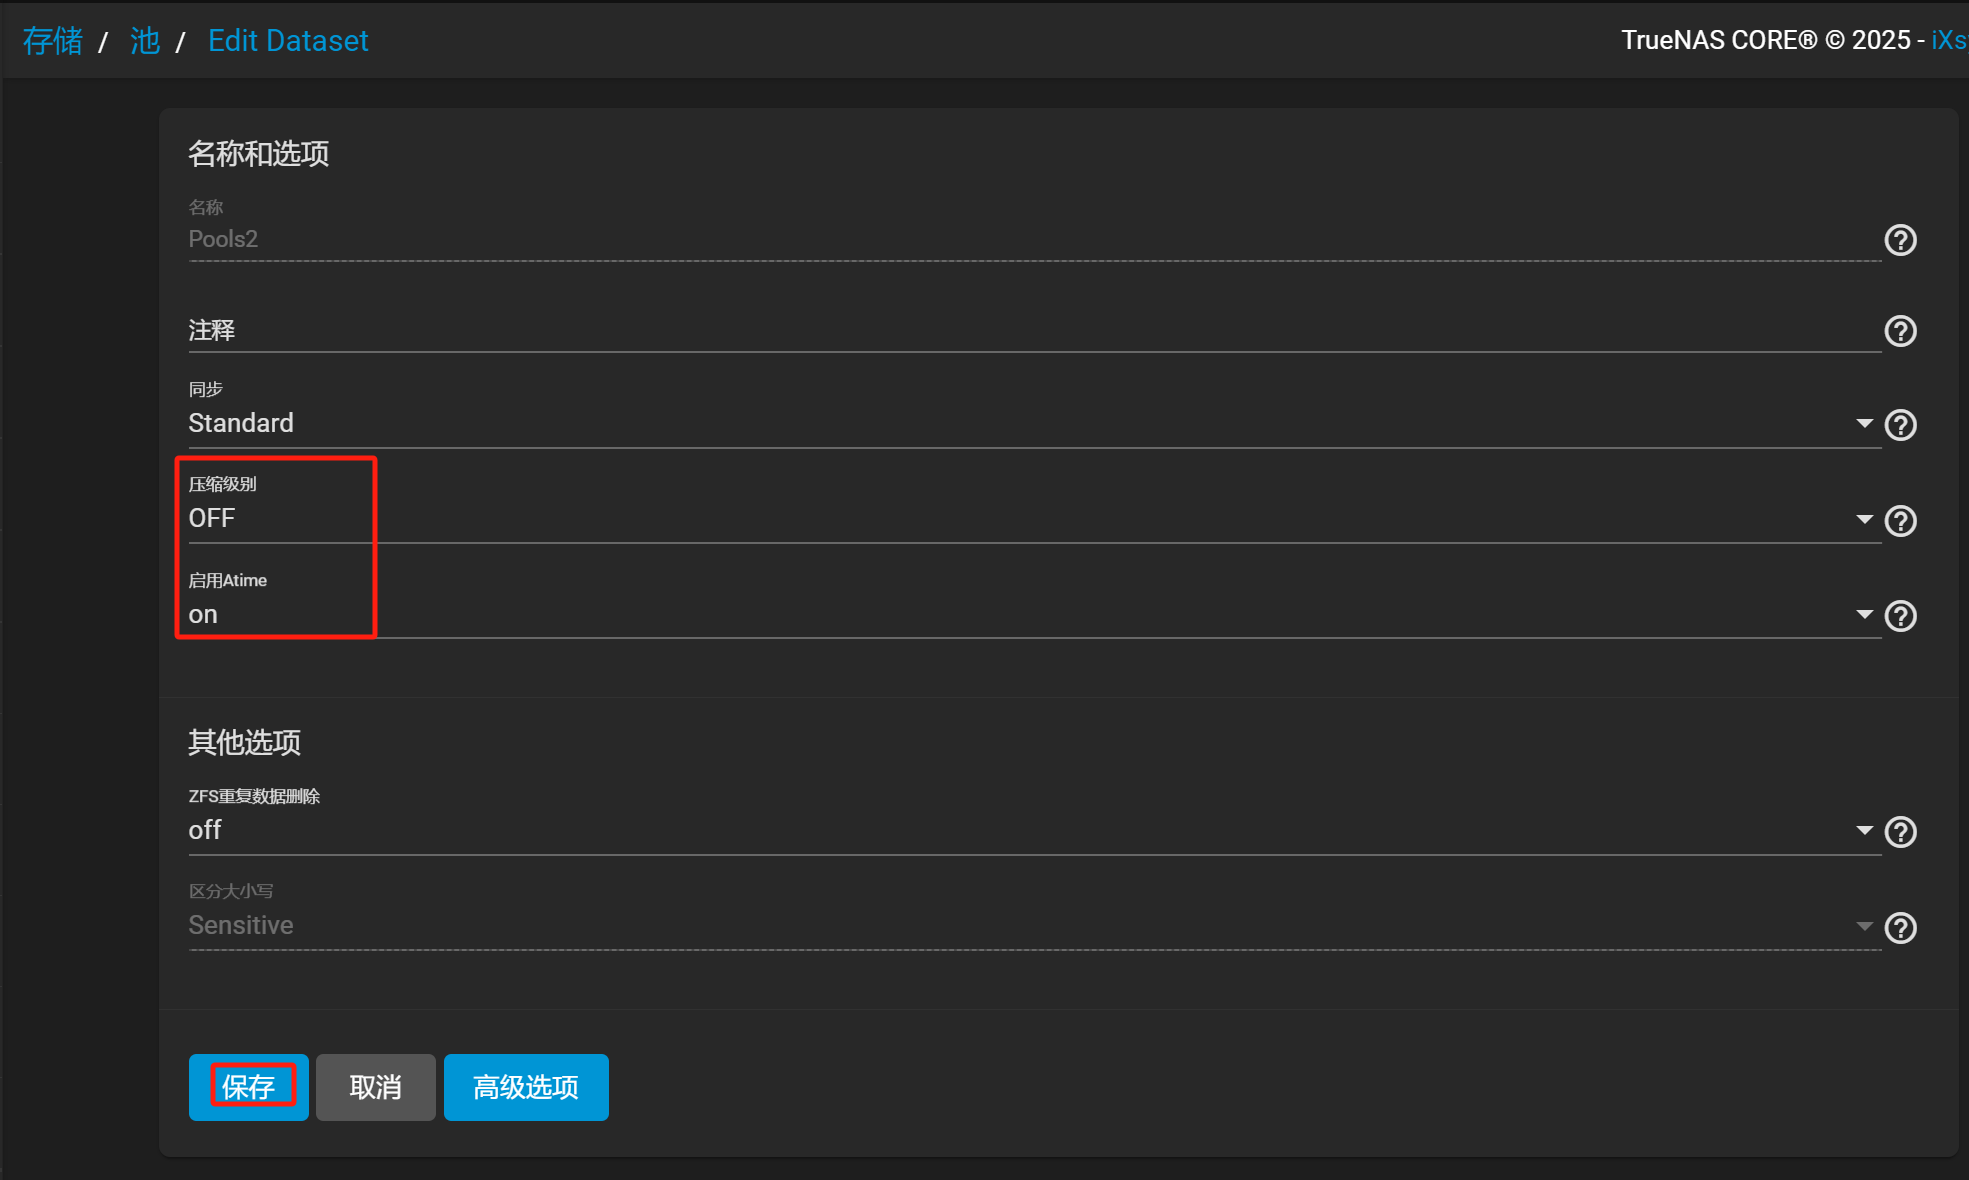 存储 / 池 / Edit Dataset
TrueNAS CORE® © 2025 - iXs
名称和选项
名称
Pools2
注释
同步
Standard
压缩级别
OFF
启用Atime
on
其他选项
ZFS重复数据删除
off
区分大小写
Sensitive
保存 取消 高级选项